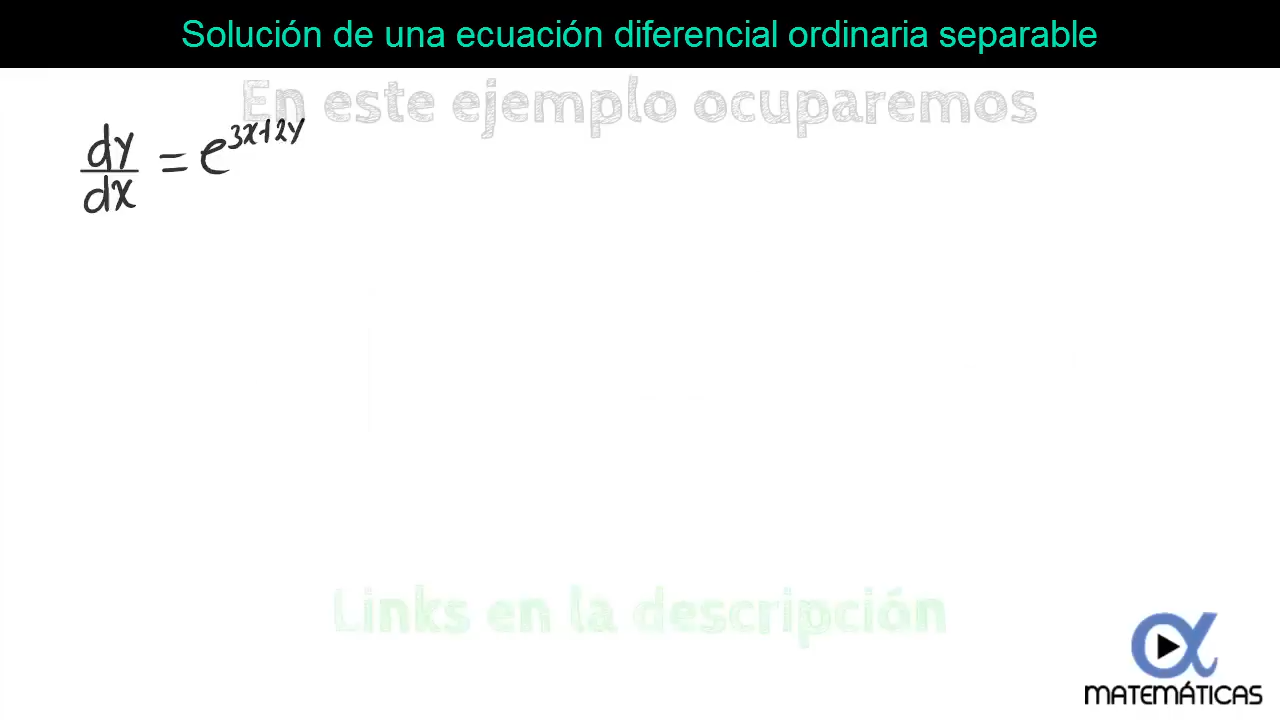 Solución de una ecuación diferencial ordinaria separable
En este ejemplo ocuparemos
dy/dx = e^{3x+2y}
Links en la descripción
MATEMÁTICAS